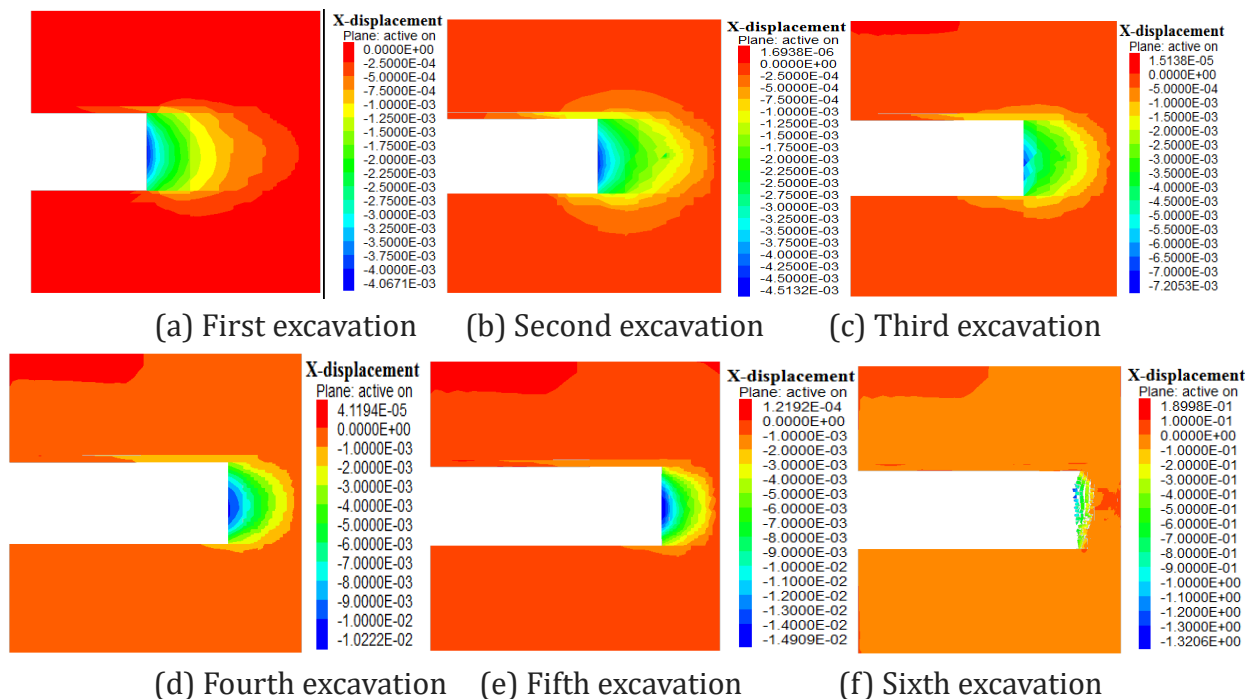 X-displacement
Plane: active on
0.0000E+00
-2.5000E-04
-5.0000E-04
-7.5000E-04
-1.0000E-03
-1.2500E-03
-1.5000E-03
-1.7500E-03
-2.0000E-03
-2.2500E-03
-2.5000E-03
-2.7500E-03
-3.0000E-03
-3.2500E-03
-3.5000E-03
-3.7500E-03
-4.0000E-03
-4.0671E-03
(a) First excavation
X-displacement
Plane: active on
1.6938E-06
0.0000E+00
-2.5000E-04
-5.0000E-04
-7.5000E-04
-1.0000E-03
-1.2500E-03
-1.5000E-03
-1.7500E-03
-2.0000E-03
-2.2500E-03
-2.5000E-03
-2.7500E-03
-3.0000E-03
-3.2500E-03
-3.5000E-03
-3.7500E-03
-4.0000E-03
-4.2500E-03
-4.5000E-03
-4.5132E-03
(b) Second excavation
X-displacement
Plane: active on
1.5138E-05
0.0000E+00
-5.0000E-04
-1.0000E-03
-1.5000E-03
-2.0000E-03
-2.5000E-03
-3.0000E-03
-3.5000E-03
-4.0000E-03
-4.5000E-03
-5.0000E-03
-5.5000E-03
-6.0000E-03
-6.5000E-03
-7.0000E-03
-7.2053E-03
(c) Third excavation
X-displacement
Plane: active on
4.1194E-05
0.0000E+00
-1.0000E-03
-2.0000E-03
-3.0000E-03
-4.0000E-03
-5.0000E-03
-6.0000E-03
-7.0000E-03
-8.0000E-03
-9.0000E-03
-1.0000E-02
-1.0222E-02
(d) Fourth excavation
X-displacement
Plane: active on
1.2192E-04
0.0000E+00
-1.0000E-03
-2.0000E-03
-3.0000E-03
-4.0000E-03
-5.0000E-03
-6.0000E-03
-7.0000E-03
-8.0000E-03
-9.0000E-03
-1.0000E-02
-1.1000E-02
-1.2000E-02
-1.3000E-02
-1.4000E-02
-1.4909E-02
(e) Fifth excavation
X-displacement
Plane: active on
1.8998E-01
1.0000E-01
0.0000E+00
-1.0000E-01
-2.0000E-01
-3.0000E-01
-4.0000E-01
-5.0000E-01
-6.0000E-01
-7.0000E-01
-8.0000E-01
-9.0000E-01
-1.0000E+00
-1.1000E+00
-1.2000E+00
-1.3000E+00
-1.3206E+00
(f) Sixth excavation